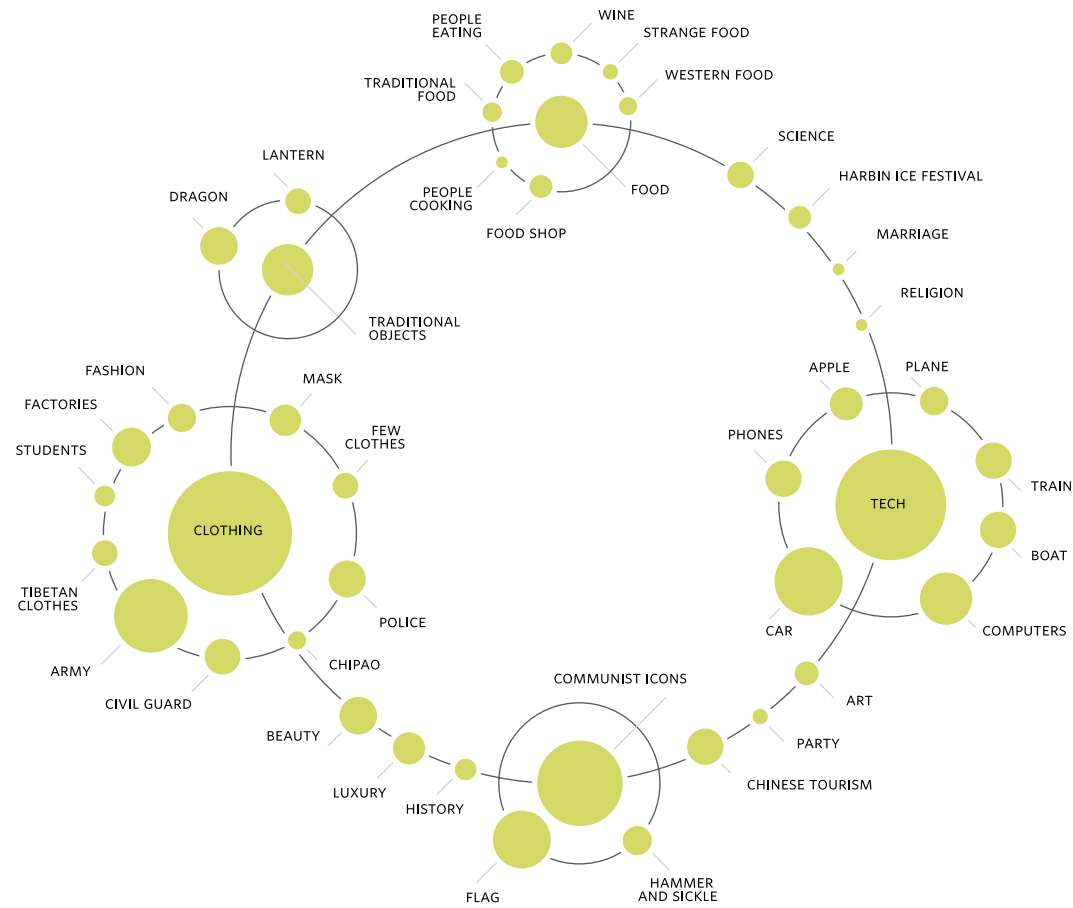 WINE
PEOPLE
EATING
STRANGE FOOD
WESTERN FOOD
TRADITIONAL
FOOD
SCIENCE
LANTERN
HARBIN ICE FESTIVAL
DRAGON
PEOPLE
COOKING
FOOD
FOOD SHOP
MARRIAGE
RELIGION
TRADITIONAL
OBJECTS
FASHION
MASK
APPLE
PLANE
FACTORIES
FEW
CLOTHES
PHONES
STUDENTS
TRAIN
TECH
CLOTHING
BOAT
TIBETAN
CLOTHES
POLICE
CAR
COMPUTERS
ARMY
CHIPAO
CIVIL GUARD
COMMUNIST ICONS
ART
BEAUTY
PARTY
LUXURY
HISTORY
CHINESE TOURISM
FLAG
HAMMER
AND SICKLE